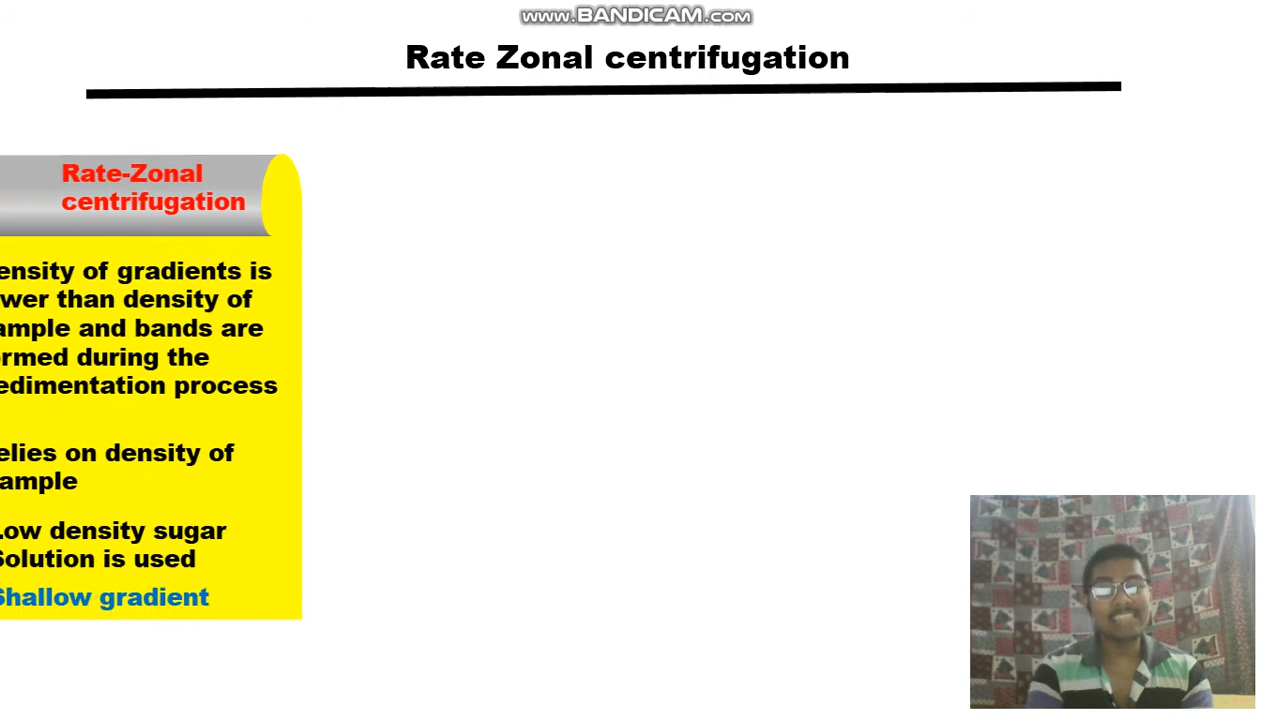 www.BANDICAM.com
Rate Zonal centrifugation
Rate-Zonal
centrifugation
ensity of gradients is
wer than density of
ample and bands are
rmed during the
edimentation process
elies on density of
ample
Low density sugar
Solution is used
Shallow gradient